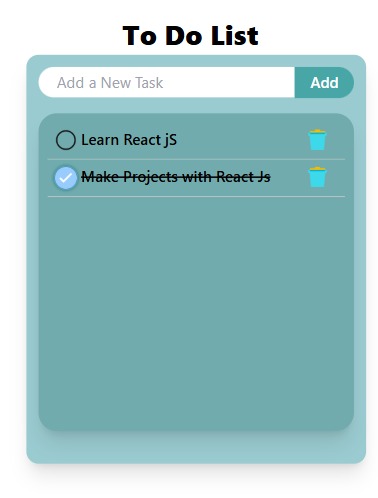 To Do List
Add a New Task
Add
Learn React jS
Make Projects with React Js